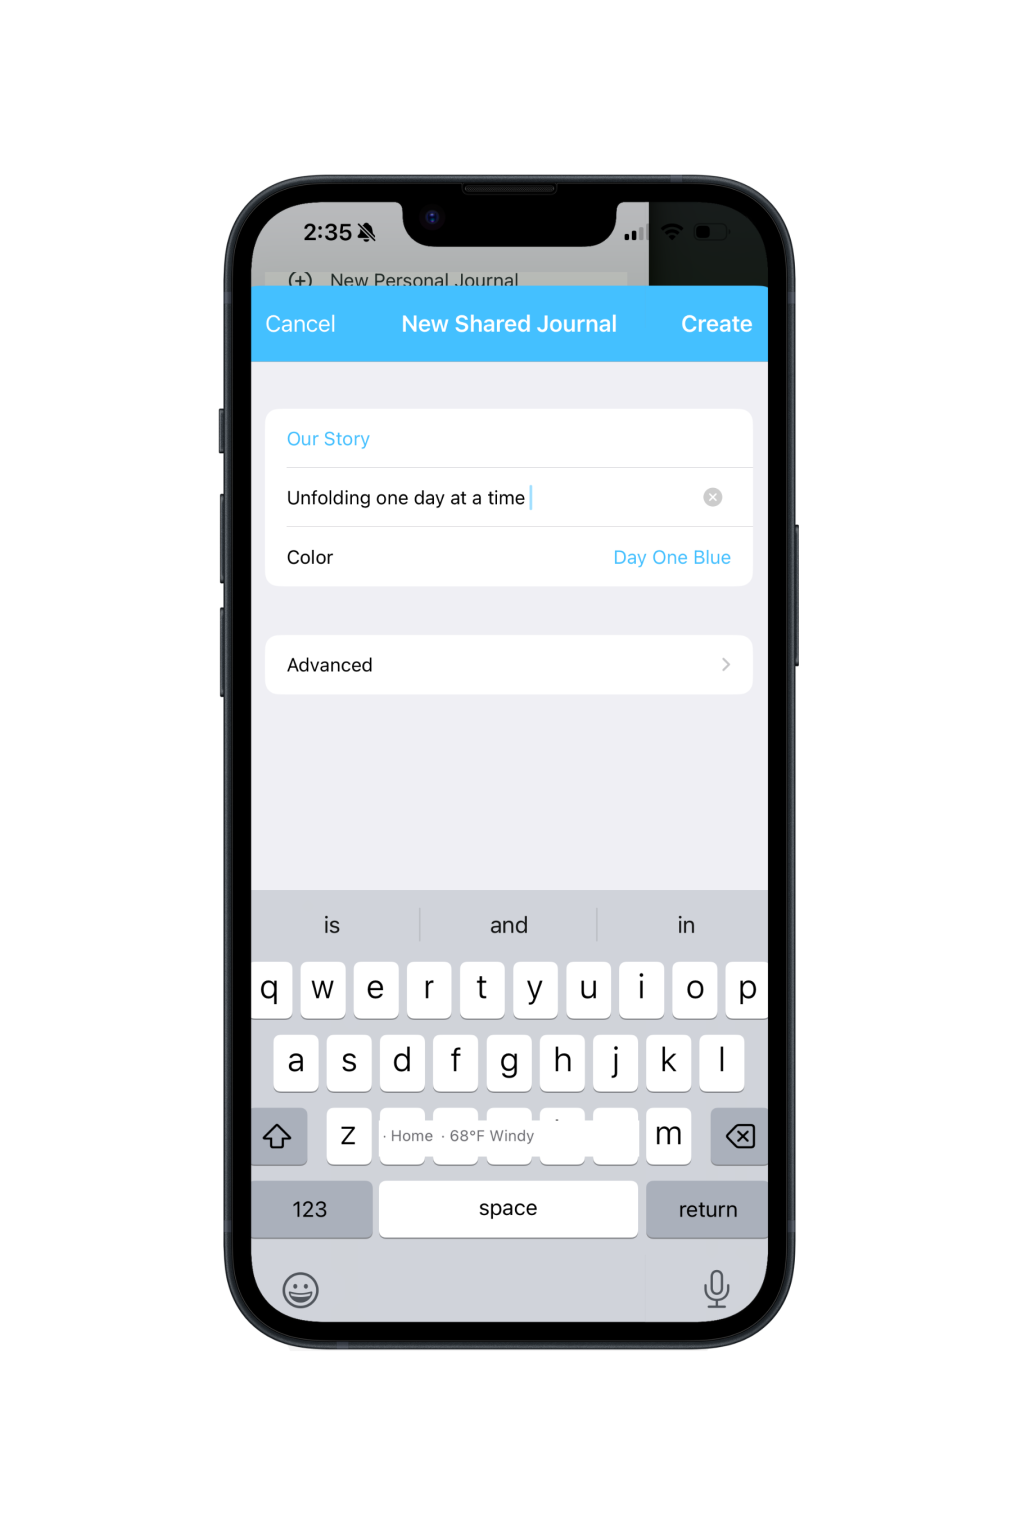 2:35
New Personal Journal
Cancel New Shared Journal Create
Our Story
Unfolding one day at a time
Color Day One Blue
Advanced
is and in
q w e r t y u i o p
a s d f g h j k l
z · Home · 68°F Windy m
123 space return